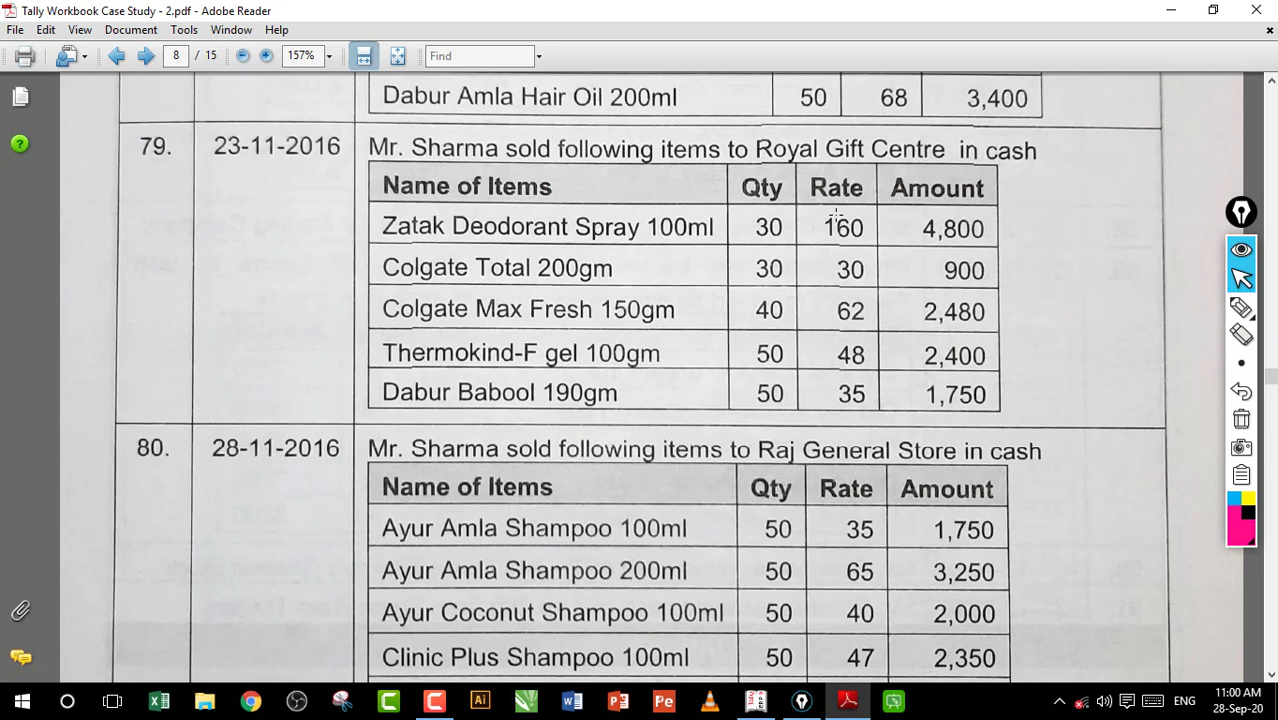 Tally Workbook Case Study - 2.pdf - Adobe Reader
File Edit View Document Tools Window Help
8 / 15 157% Find
Dabur Amla Hair Oil 200ml 50 68 3,400
79. 23-11-2016 Mr. Sharma sold following items to Royal Gift Centre in cash
Name of Items Qty Rate Amount
Zatak Deodorant Spray 100ml 30 160 4,800
Colgate Total 200gm 30 30 900
Colgate Max Fresh 150gm 40 62 2,480
Thermokind-F gel 100gm 50 48 2,400
Dabur Babool 190gm 50 35 1,750
80. 28-11-2016 Mr. Sharma sold following items to Raj General Store in cash
Name of Items Qty Rate Amount
Ayur Amla Shampoo 100ml 50 35 1,750
Ayur Amla Shampoo 200ml 50 65 3,250
Ayur Coconut Shampoo 100ml 50 40 2,000
Clinic Plus Shampoo 100ml 50 47 2,350
Ai W P Pe
ENG
11:00 AM
28-Sep-20